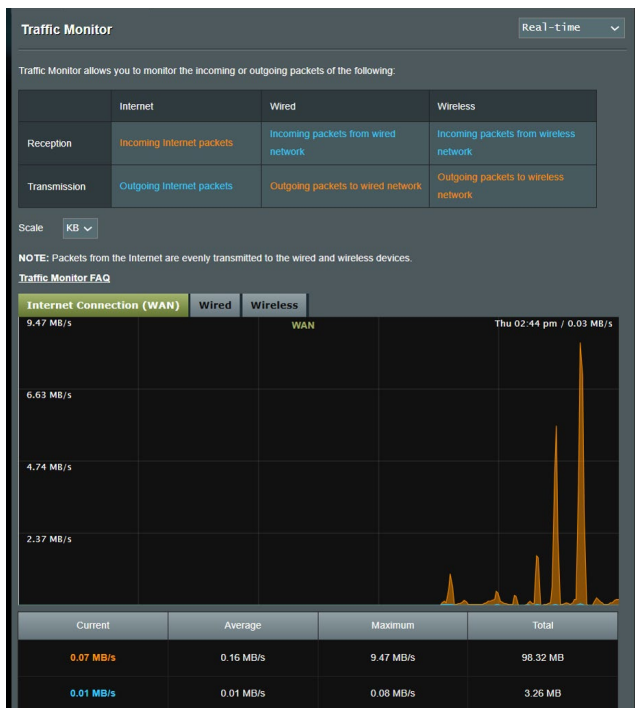 Traffic Monitor
Real-time
Traffic Monitor allows you to monitor the incoming or outgoing packets of the following:
Internet Wired Wireless
Reception
Incoming Internet packets
Incoming packets from wired network
Incoming packets from wireless network
Transmission
Outgoing Internet packets
Outgoing packets to wired network
Outgoing packets to wireless network
Scale KB
NOTE: Packets from the Internet are evenly transmitted to the wired and wireless devices.
Traffic Monitor FAQ
Internet Connection (WAN) Wired Wireless
9.47 MB/s WAN Thu 02:44 pm / 0.03 MB/s
6.63 MB/s
4.74 MB/s
2.37 MB/s
Current Average Maximum Total
0.07 MB/s 0.16 MB/s 9.47 MB/s 98.32 MB
0.01 MB/s 0.01 MB/s 0.08 MB/s 3.26 MB